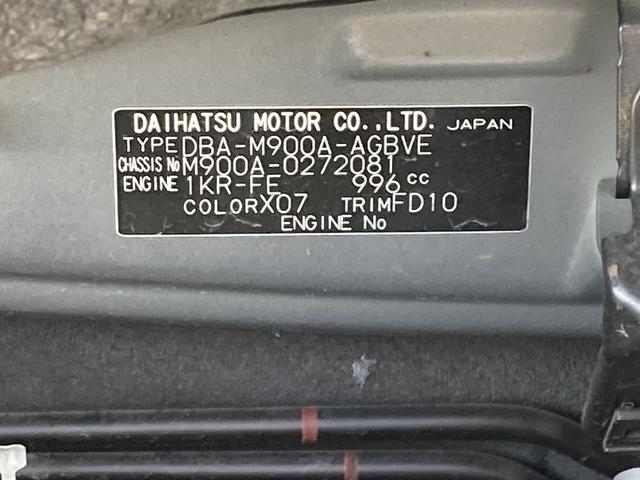 DAIHATSU MOTOR CO.,LTD. JAPAN
TYPE DBA-M900A-AGBVE
CHASSIS No M900A-0272081
ENGINE 1KR-FE 996 cc
COLOR X07 TRIM FD10
ENGINE No